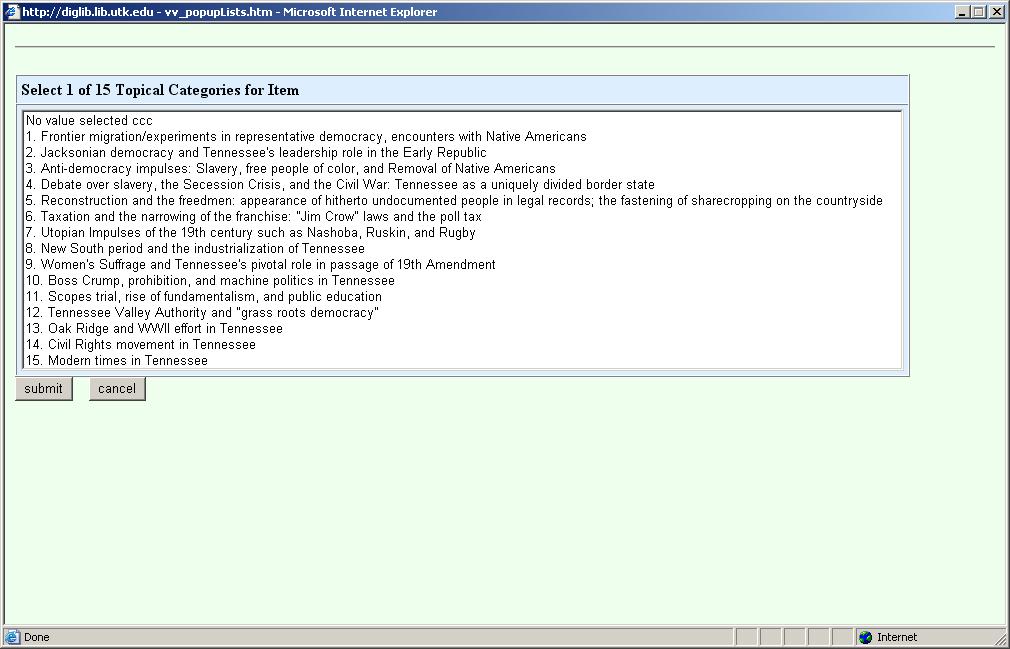 http://diglib.lib.utk.edu - vv_popupLists.htm - Microsoft Internet Explorer
Select 1 of 15 Topical Categories for Item
No value selected ccc
1. Frontier migration/experiments in representative democracy, encounters with Native Americans
2. Jacksonian democracy and Tennessee's leadership role in the Early Republic
3. Anti-democracy impulses: Slavery, free people of color, and Removal of Native Americans
4. Debate over slavery, the Secession Crisis, and the Civil War: Tennessee as a uniquely divided border state
5. Reconstruction and the freedmen: appearance of hitherto undocumented people in legal records; the fastening of sharecropping on the countryside
6. Taxation and the narrowing of the franchise: "Jim Crow" laws and the poll tax
7. Utopian Impulses of the 19th century such as Nashoba, Ruskin, and Rugby
8. New South period and the industrialization of Tennessee
9. Women's Suffrage and Tennessee's pivotal role in passage of 19th Amendment
10. Boss Crump, prohibition, and machine politics in Tennessee
11. Scopes trial, rise of fundamentalism, and public education
12. Tennessee Valley Authority and "grass roots democracy"
13. Oak Ridge and WWII effort in Tennessee
14. Civil Rights movement in Tennessee
15. Modern times in Tennessee
submit cancel
Done Internet